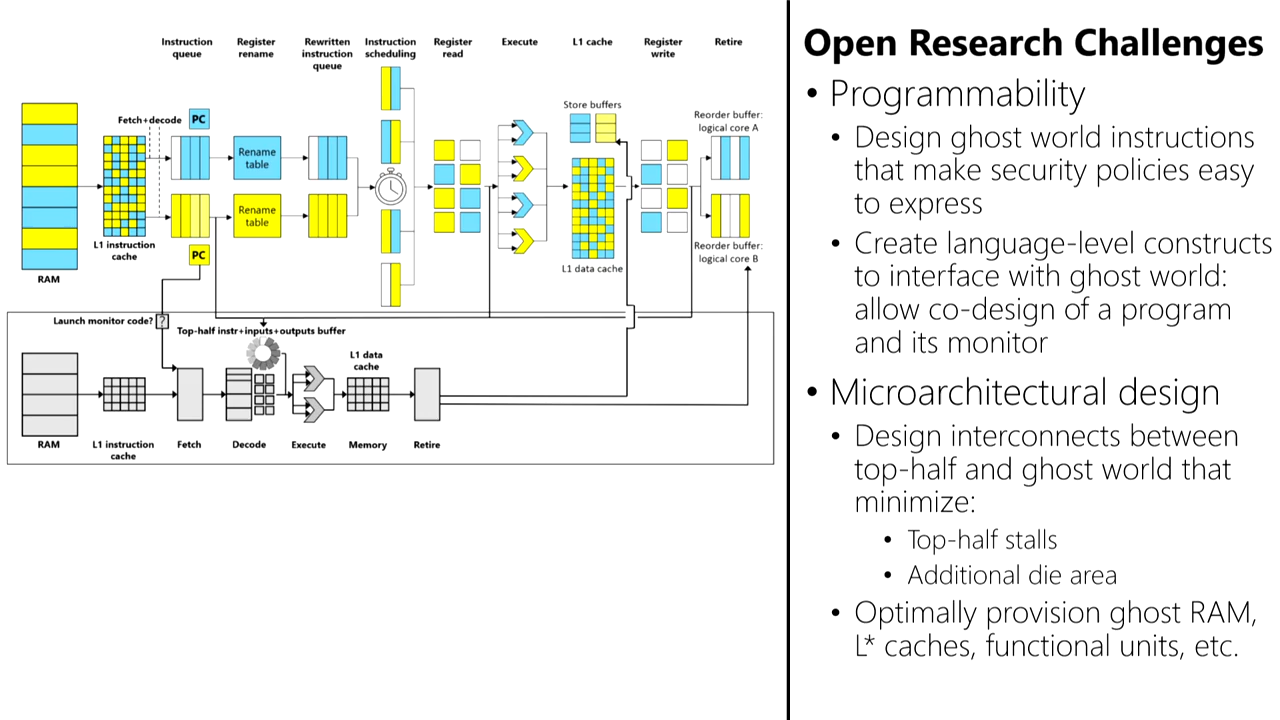 Instruction
queue
Register
rename
Rewritten
instruction
queue
Instruction
scheduling
Register
read
Execute
L1 cache
Register
write
Retire
Fetch+decode
PC
Rename
table
Rename
table
PC
L1 instruction
cache
RAM
Store buffers
L1 data cache
Reorder buffer:
logical core A
Reorder buffer:
logical core B
Launch monitor code?
?
Top-half instr+inputs+outputs buffer
L1 data
cache
RAM
L1 instruction
cache
Fetch
Decode
Execute
Memory
Retire
Open Research Challenges
• Programmability
• Design ghost world instructions
that make security policies easy
to express
• Create language-level constructs
to interface with ghost world:
allow co-design of a program
and its monitor
• Microarchitectural design
• Design interconnects between
top-half and ghost world that
minimize:
• Top-half stalls
• Additional die area
• Optimally provision ghost RAM,
L* caches, functional units, etc.